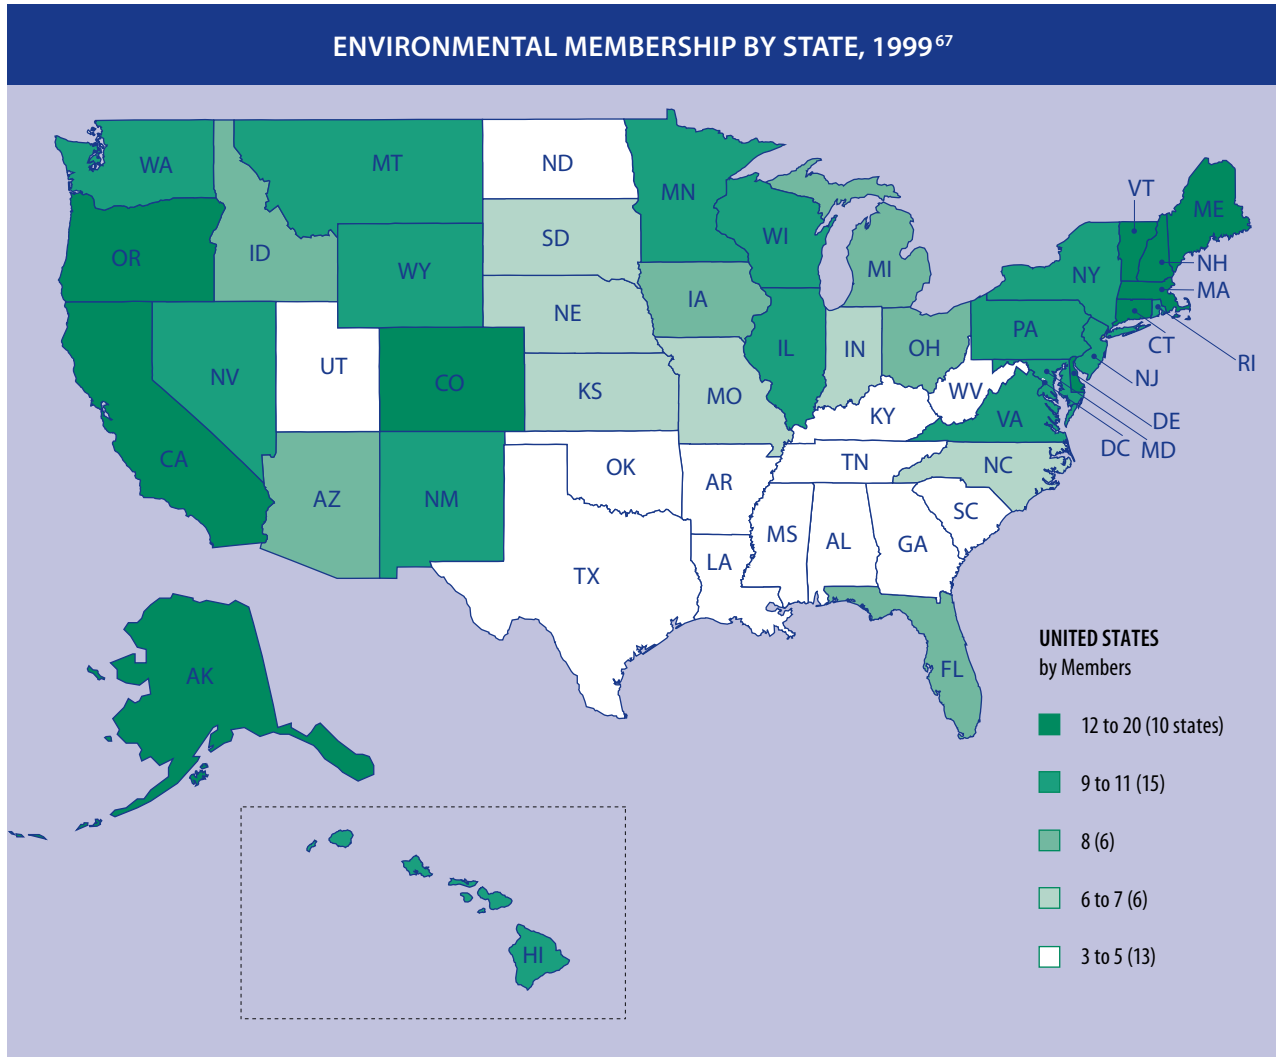 ENVIRONMENTAL MEMBERSHIP BY STATE, 1999 67
WA
MT
ND
MN
VT
ME
OR
ID
SD
WI
WY
MI
NY
NH
MA
IA
NE
PA
CT
RI
NV
UT
CO
IL
IN
OH
NJ
KS
MO
WV
KY
VA
DE
DC
MD
CA
AZ
NM
OK
AR
TN
NC
SC
MS
AL
GA
LA
TX
UNITED STATES
by Members
FL
AK
12 to 20 (10 states)
9 to 11 (15)
8 (6)
6 to 7 (6)
HI
3 to 5 (13)